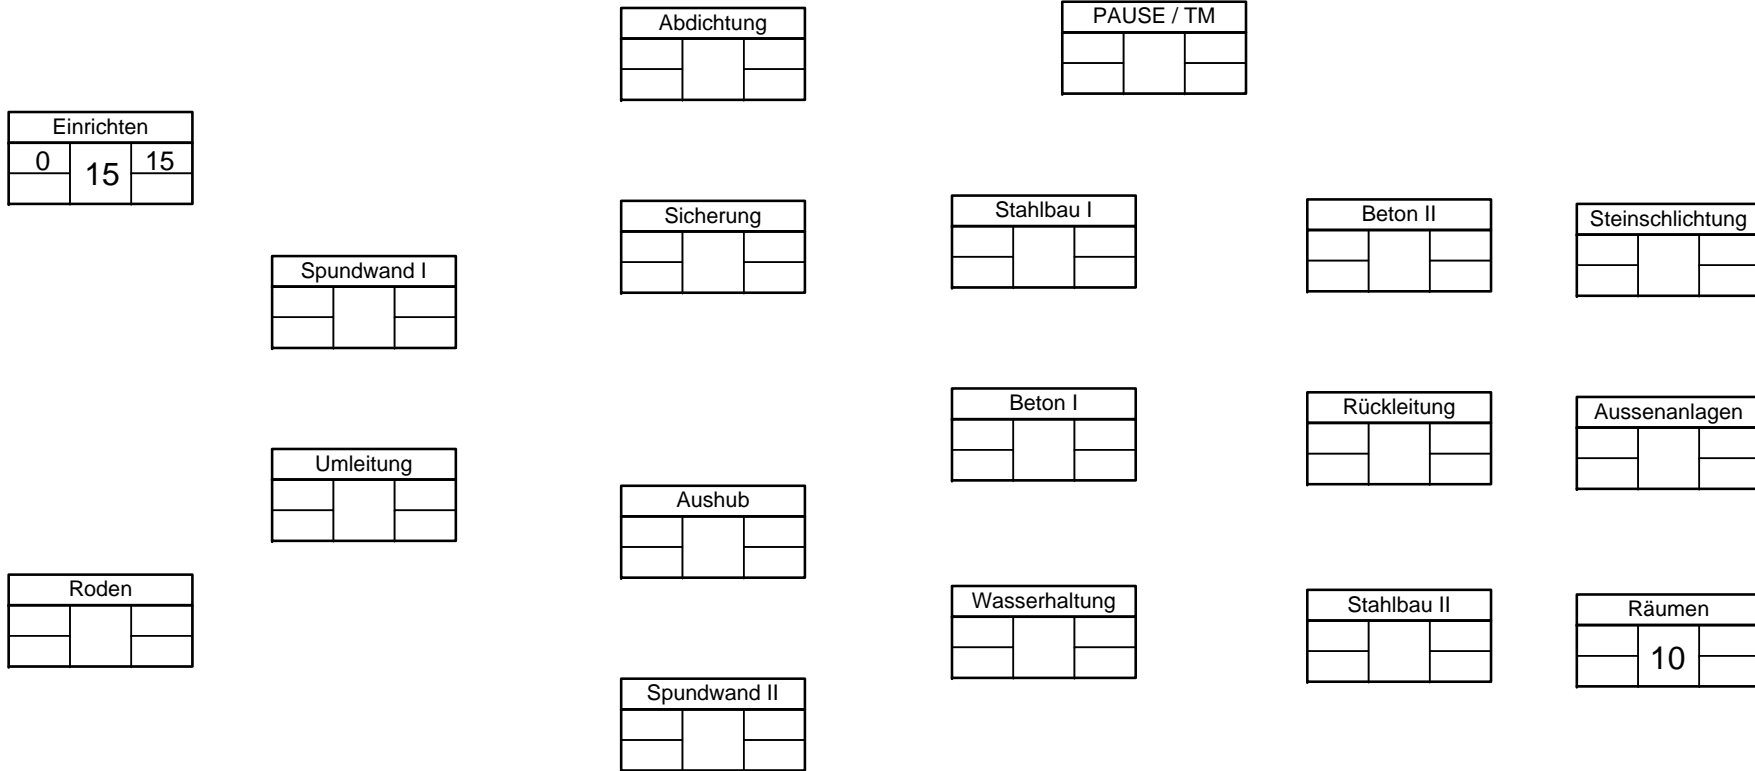 Abdichtung
PAUSE / TM
Einrichten
0 15 15
Sicherung
Stahlbau I
Beton II
Steinschlichtung
Spundwand I
Beton I
Rückleitung
Aussenanlagen
Umleitung
Aushub
Roden
Wasserhaltung
Stahlbau II
Räumen
10
Spundwand II